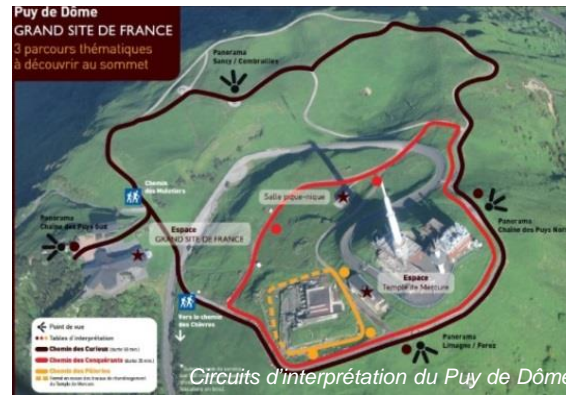 Puy de Dôme
GRAND SITE DE FRANCE
3 parcours thématiques
à découvrir au sommet
Panorama
Sancy / Combrailles
Chemin
des Muletiers
Salle pique-nique
Panorama
Chaîne des Puys Sud
Espace
GRAND SITE DE FRANCE
Panorama
Chaîne des Puys Nord
Espace
Temple de Mercure
Vers le chemin
des Chèvres
Panorama
Limagne / Forez
Point de vue
Tables d'interprétation
Chemin des Curieux
Chemin des Conquérants
Chemin des Pèlerins
Circuits d'interprétation du Puy de Dôme